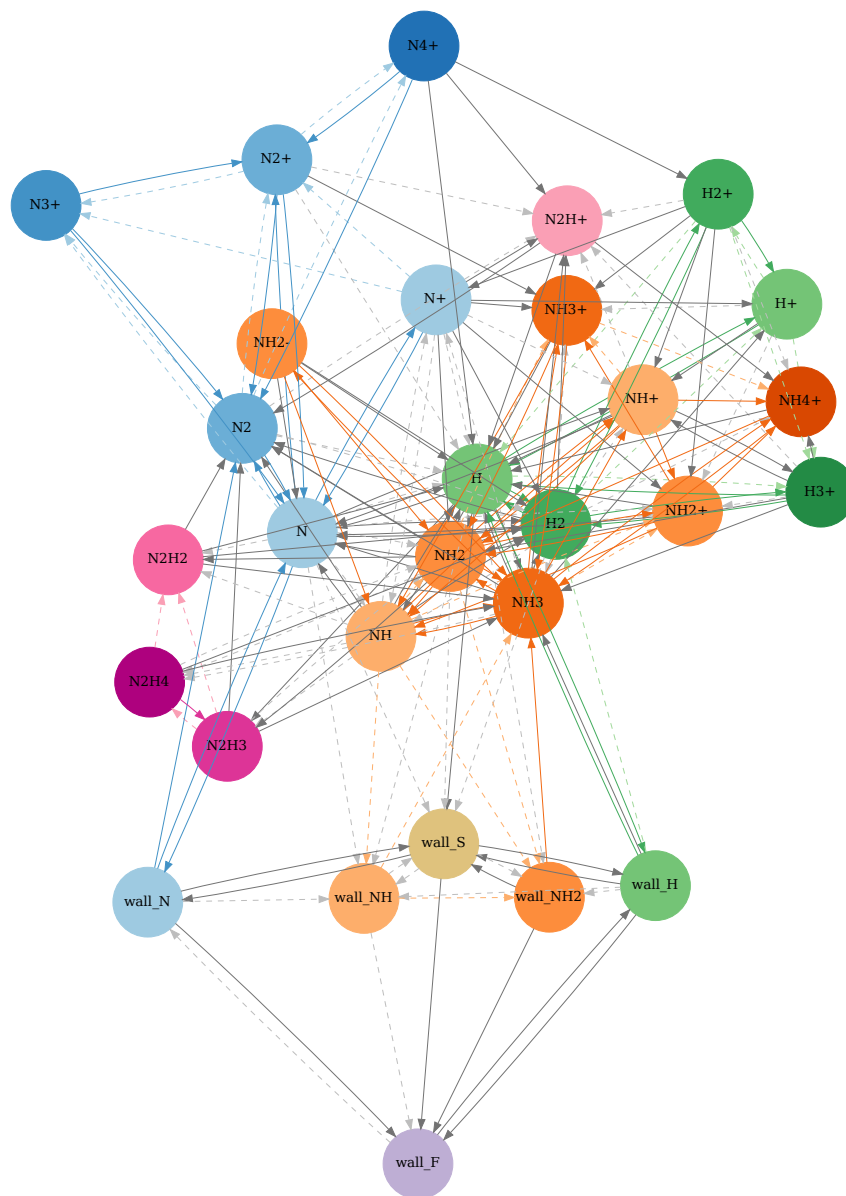 N4+
N2+
N3+
H2+
N2H+
N+
H+
NH3+
NH2-
NH+
NH4+
N2
H
H3+
H2
NH2+
N
NH2
N2H2
NH3
NH
N2H4
N2H3
wall_S
wall_H
wall_NH
wall_NH2
wall_N
wall_F